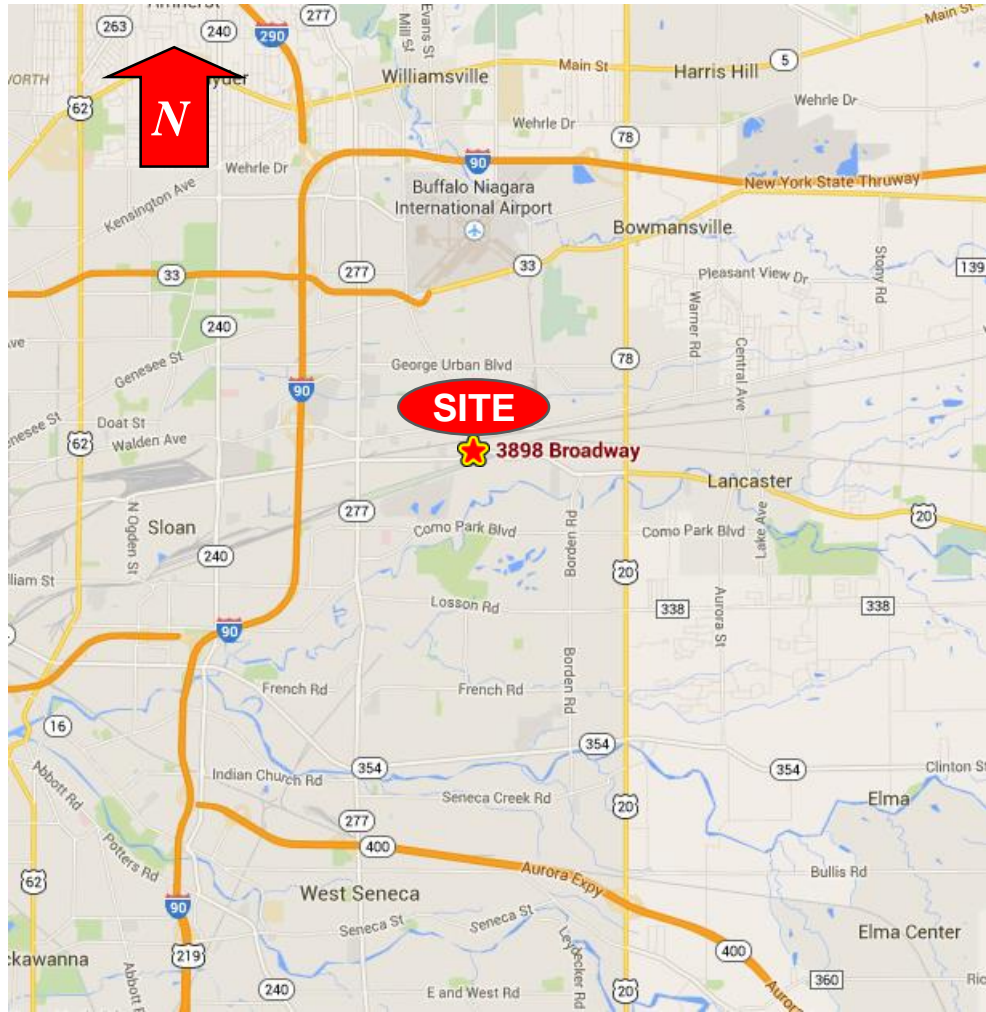 Amherst
263
240
290
277
Evans St
Mill St
Main St
5
Harris Hill
Main St
Williamsville
62
N
yder
Wehrle Dr
Wehrle Dr
78
Wehrle Dr
90
New York State Thruway
Kensington Ave
Buffalo Niagara
International Airport
Bowmansville
33
277
33
Pleasant View Dr
Stony Rd
139
240
Warner Rd
Central Ave
78
Genesee St
George Urban Blvd
90
SITE
3898 Broadway
Doat St
62
Walden Ave
Lancaster
20
277
N Ogden St
Sloan
Como Park Blvd
Borden Rd
Como Park Blvd
Lake Ave
240
20
Losson Rd
338
338
Aurora St
90
French Rd
French Rd
Borden Rd
16
354
354
354
Clinton St
Indian Church Rd
Seneca Creek Rd
20
Elma
Abbott Rd
Potters Rd
277
400
Aurora Expy
Bullis Rd
62
West Seneca
90
Seneca St
Seneca St
Leydecker Rd
Elma Center
ckawanna
219
400
360
Abbott
240
E and West Rd
20
Aurora
Ric